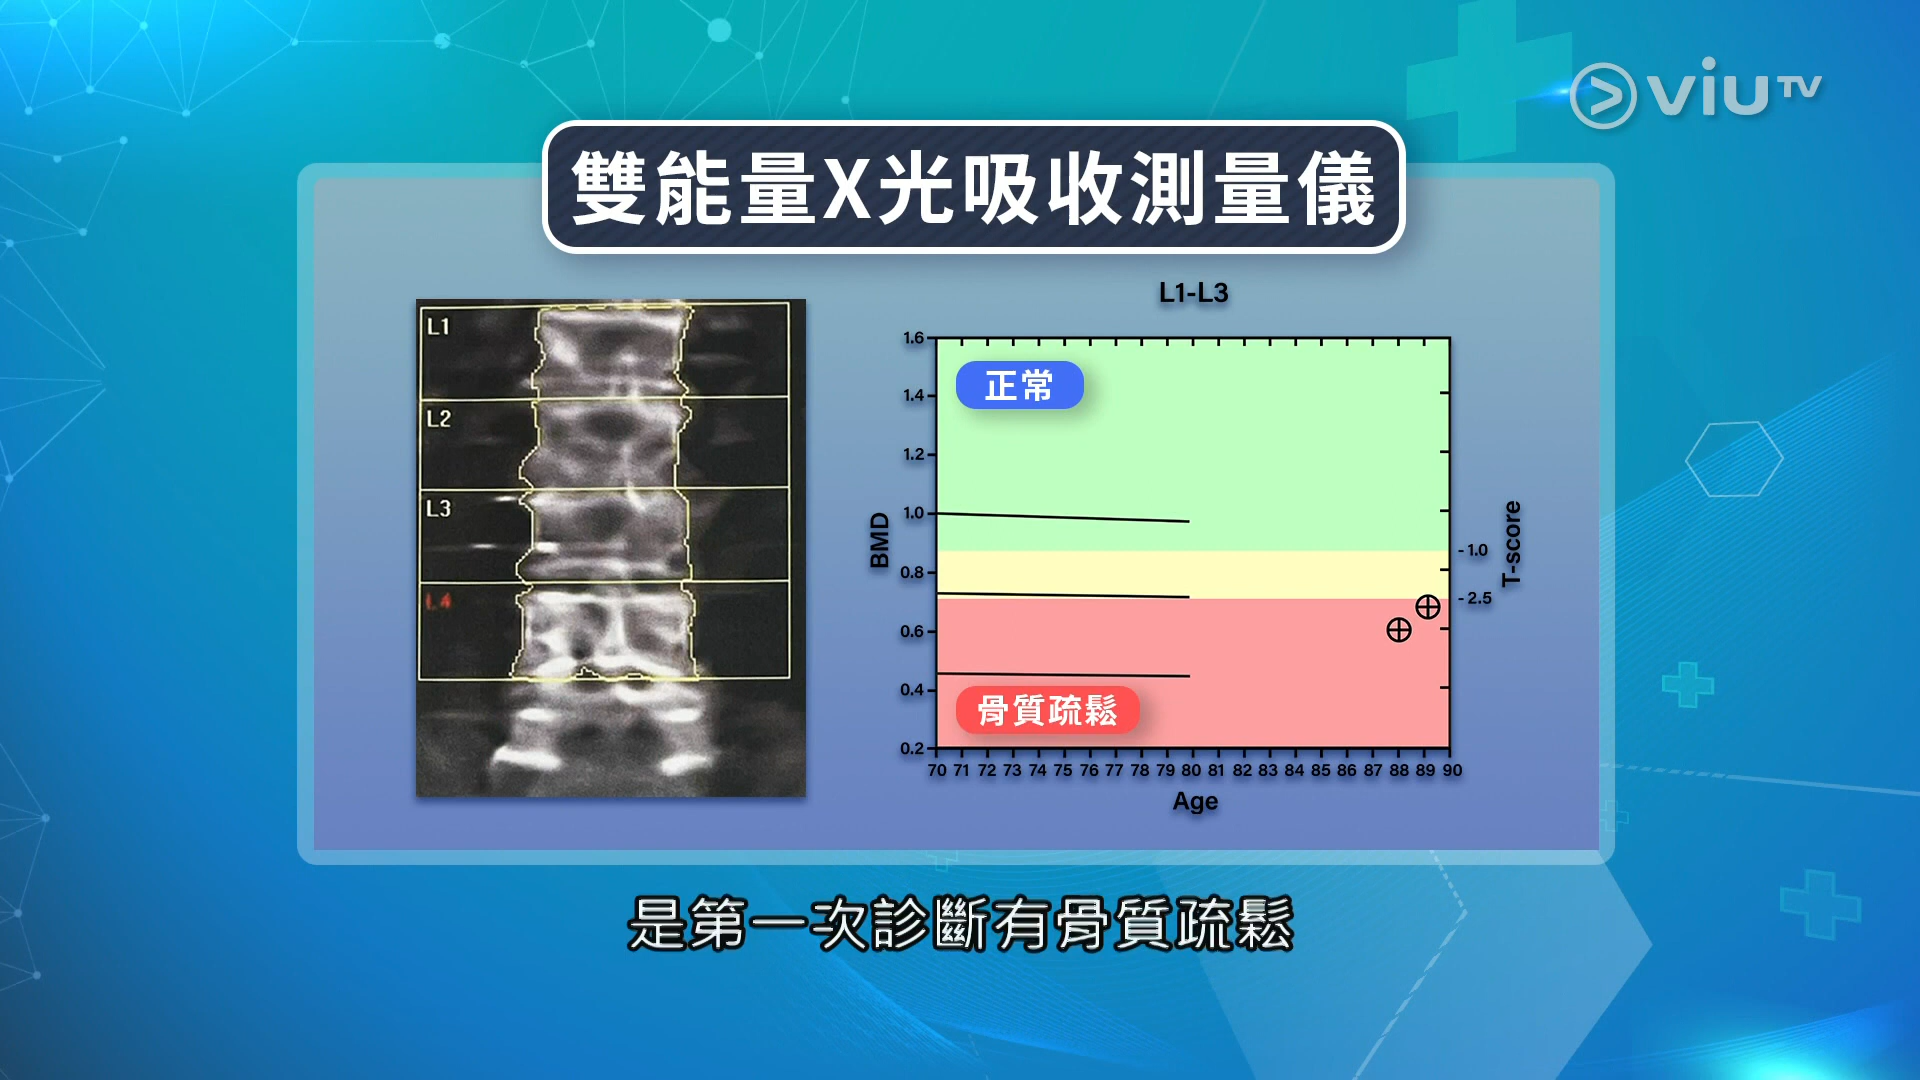 viuTV
雙能量X光吸收測量儀
L1
L2
L3
L4
L1-L3
1.6
1.4
1.2
1.0
0.8
0.6
0.4
0.2
BMD
正常
骨質疏鬆
-1.0
-2.5
T-score
70 71 72 73 74 75 76 77 78 79 80 81 82 83 84 85 86 87 88 89 90
Age
是第一次診斷有骨質疏鬆